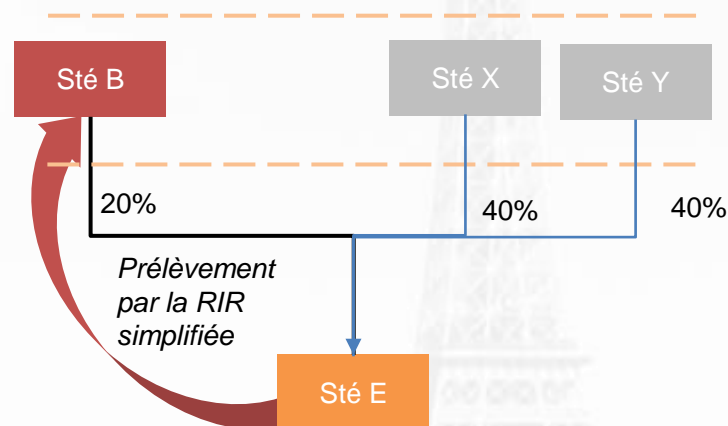 Sté B
Sté X
Sté Y
20%
40%
40%
Prélèvement
par la RIR
simplifiée
Sté E